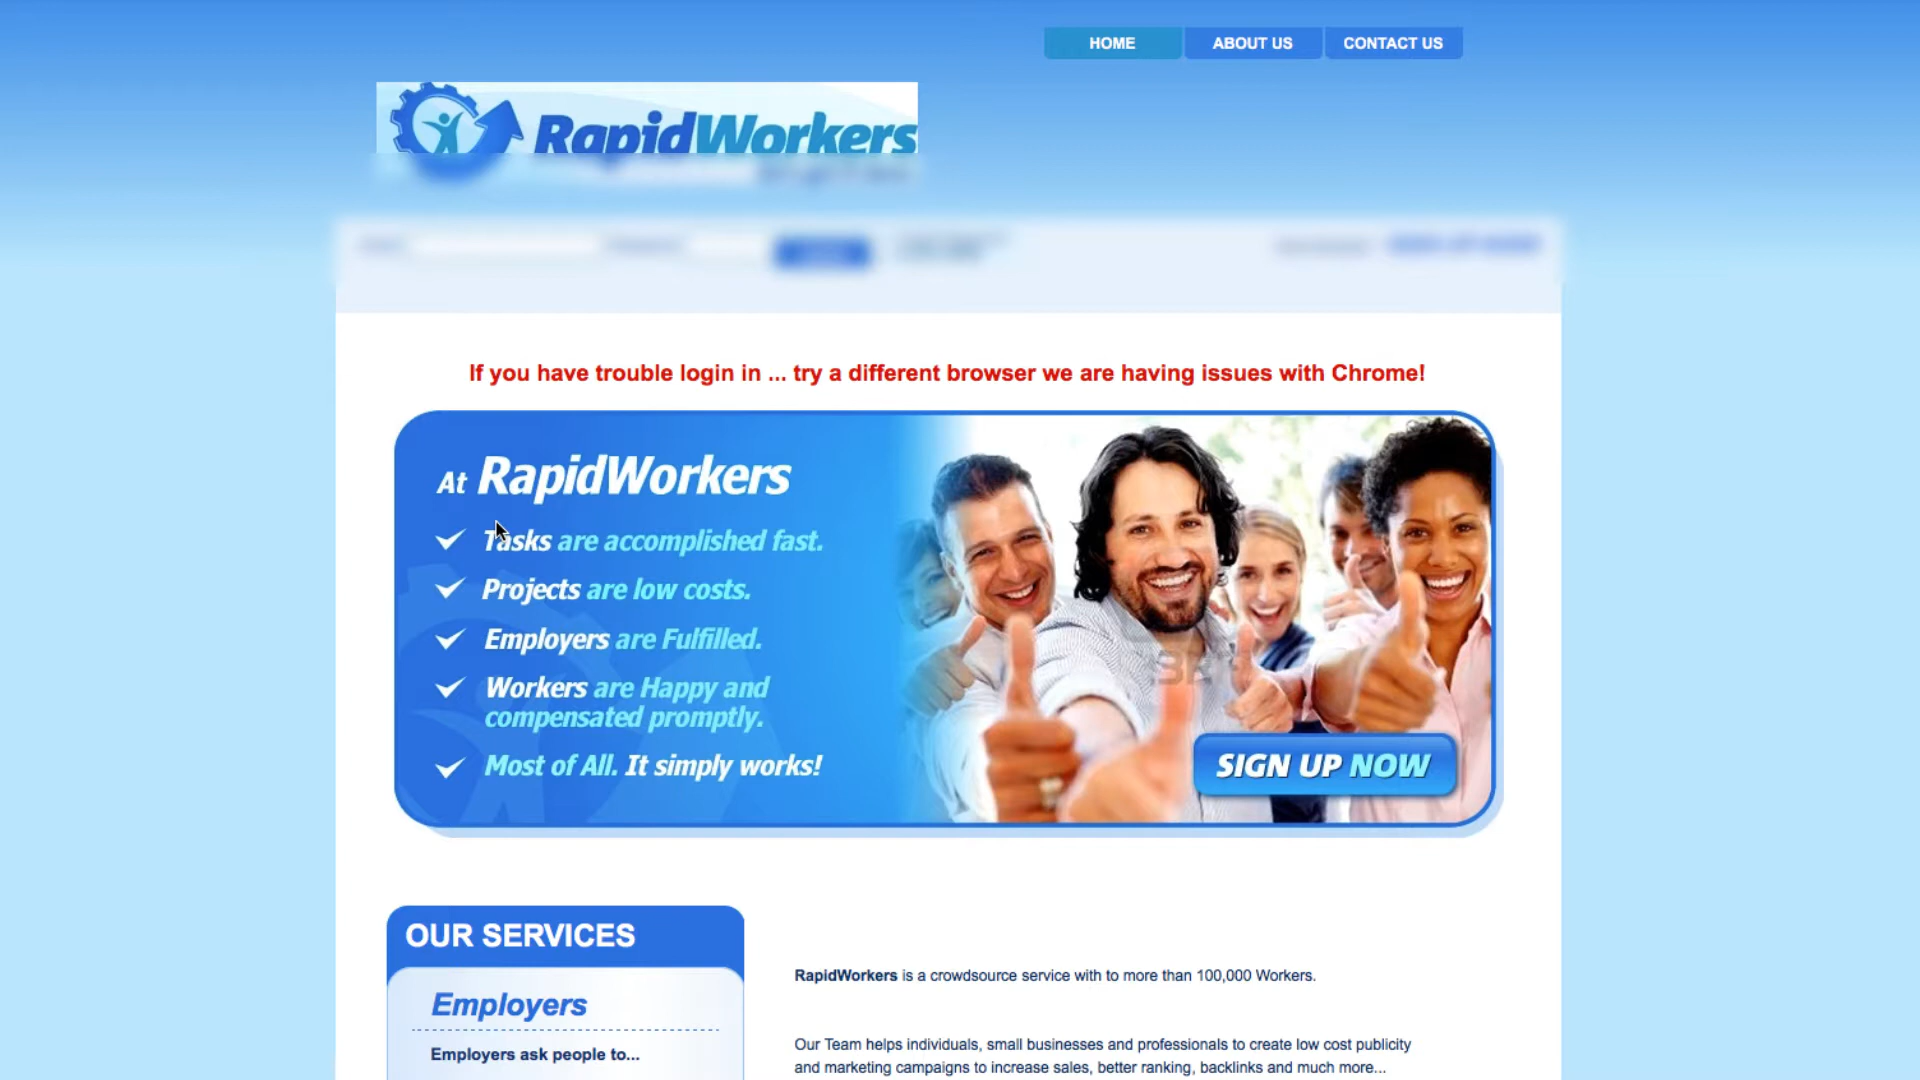 HOME ABOUT US CONTACT US
RapidWorkers
If you have trouble login in ... try a different browser we are having issues with Chrome!
At RapidWorkers
Tasks are accomplished fast.
Projects are low costs.
Employers are Fulfilled.
Workers are Happy and
compensated promptly.
Most of All. It simply works!
SIGN UP NOW
OUR SERVICES
Employers
Employers ask people to...
RapidWorkers is a crowdsource service with to more than 100,000 Workers.
Our Team helps individuals, small businesses and professionals to create low cost publicity
and marketing campaigns to increase sales, better ranking, backlinks and much more...